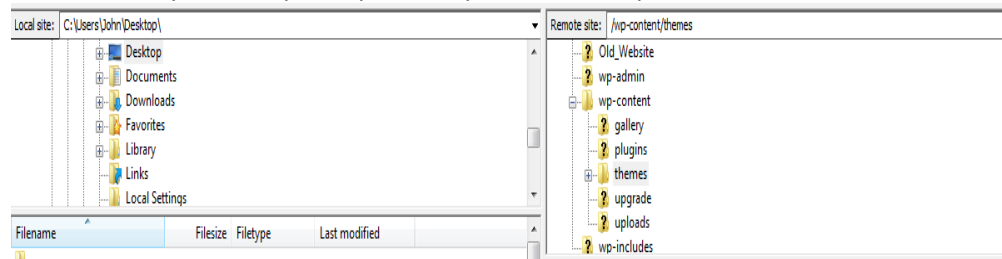 Local site: C:\Users\John\Desktop\
Desktop
Documents
Downloads
Favorites
Library
Links
Local Settings
Filename Filesize Filetype Last modified
Remote site: /wp-content/themes
Old_Website
wp-admin
wp-content
gallery
plugins
themes
upgrade
uploads
wp-includes